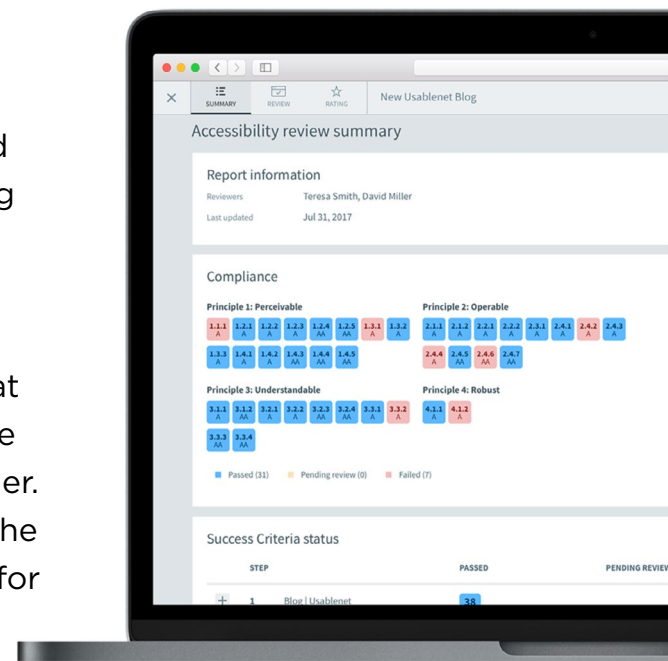 d
g
at
e
er.
he
for
SUMMARY REVIEW RATING New Usablenet Blog
Accessibility review summary
Report information
Reviewers Teresa Smith, David Miller
Last updated Jul 31, 2017
Compliance
Principle 1: Perceivable Principle 2: Operable
1.1.1 1.2.1 1.2.2 1.2.3 1.2.4 1.2.5 1.3.1 1.3.2 2.1.1 2.1.2 2.2.1 2.2.2 2.3.1 2.4.1 2.4.2 2.4.3
A A A A AA AA A A A A A A A A A A
1.3.3 1.4.1 1.4.2 1.4.3 1.4.4 1.4.5 2.4.4 2.4.5 2.4.6 2.4.7
A A A AA AA AA A AA AA AA
Principle 3: Understandable Principle 4: Robust
3.1.1 3.1.2 3.2.1 3.2.2 3.2.3 3.2.4 3.3.1 3.3.2 4.1.1 4.1.2
A AA A A AA AA A A A A
3.3.3 3.3.4
AA AA
Passed (31) Pending review (0) Failed (7)
Success Criteria status
STEP PASSED PENDING REVIEW
1 Blog | Usablenet 38